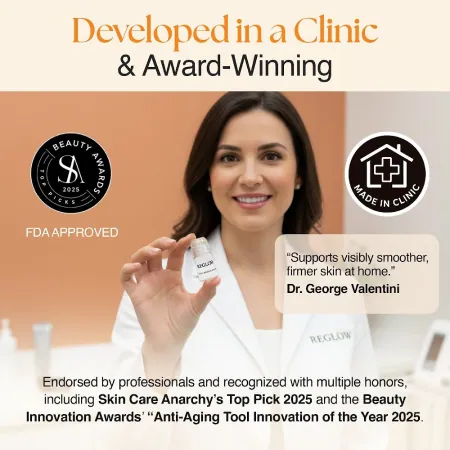 Developed in a Clinic
& Award-Winning
BEAUTY AWARDS
SA
2025
TOP PICKS
FDA APPROVED
MADE IN CLINIC
“Supports visibly smoother,
firmer skin at home.”
Dr. George Valentini
REGLOW
REGLOW
Endorsed by professionals and recognized with multiple honors,
including Skin Care Anarchy's Top Pick 2025 and the Beauty
Innovation Awards’ “Anti-Aging Tool Innovation of the Year 2025.